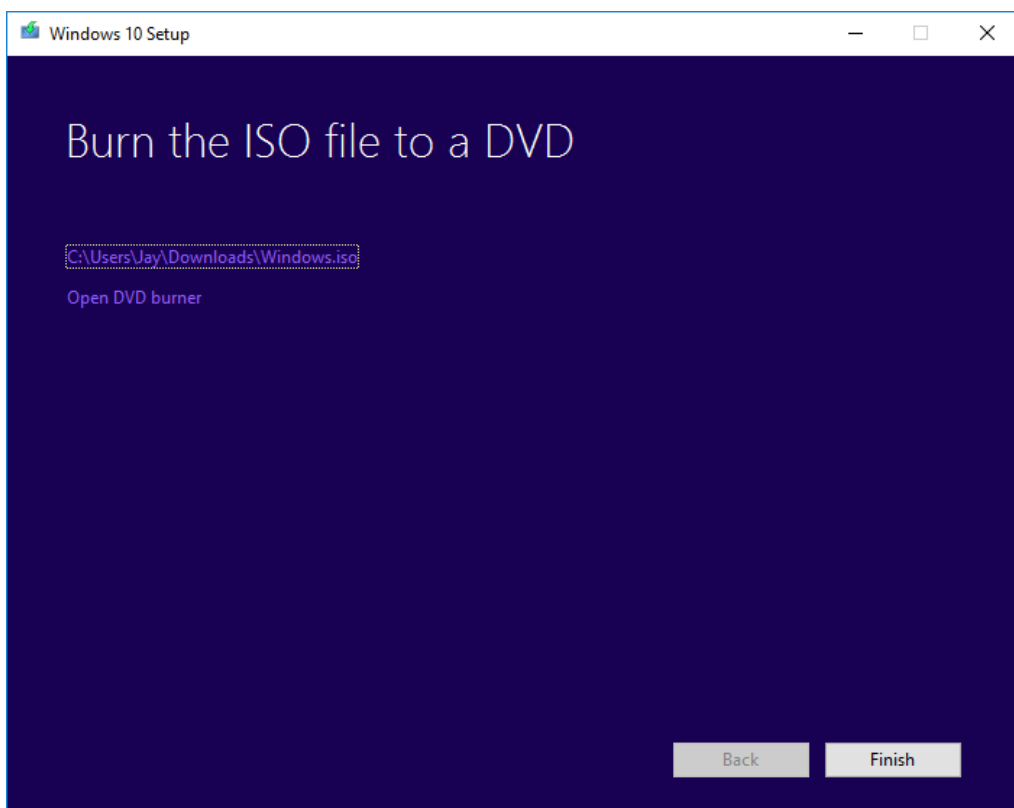 Windows 10 Setup
Burn the ISO file to a DVD
C:\Users\Jay\Downloads\Windows.iso
Open DVD burner
Back Finish